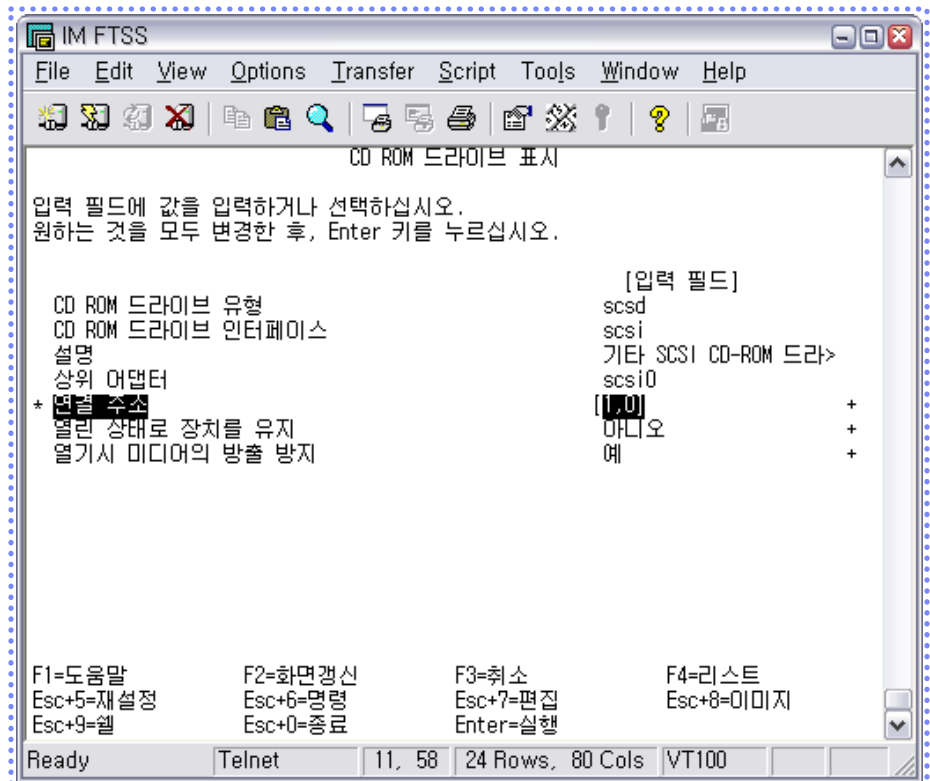 IM FTSS
File Edit View Options Transfer Script Tools Window Help
CD ROM 드라이브 표시
입력 필드에 값을 입력하거나 선택하십시오.
원하는 것을 모두 변경한 후, Enter 키를 누르십시오.
[입력 필드]
CD ROM 드라이브 유형 scsd
CD ROM 드라이브 인터페이스 scsi
설명 기타 SCSI CD-ROM 드라>
상위 어댑터 scsi0
* 연결 주소 [1,0] +
열린 상태로 장치를 유지 아니오 +
열기시 미디어의 방출 방지 예 +
F1=도움말 F2=화면갱신 F3=취소 F4=리스트
Esc+5=재설정 Esc+6=명령 Esc+7=편집 Esc+8=이미지
Esc+9=쉘 Esc+0=종료 Enter=실행
Ready Telnet 11, 58 24 Rows, 80 Cols VT100